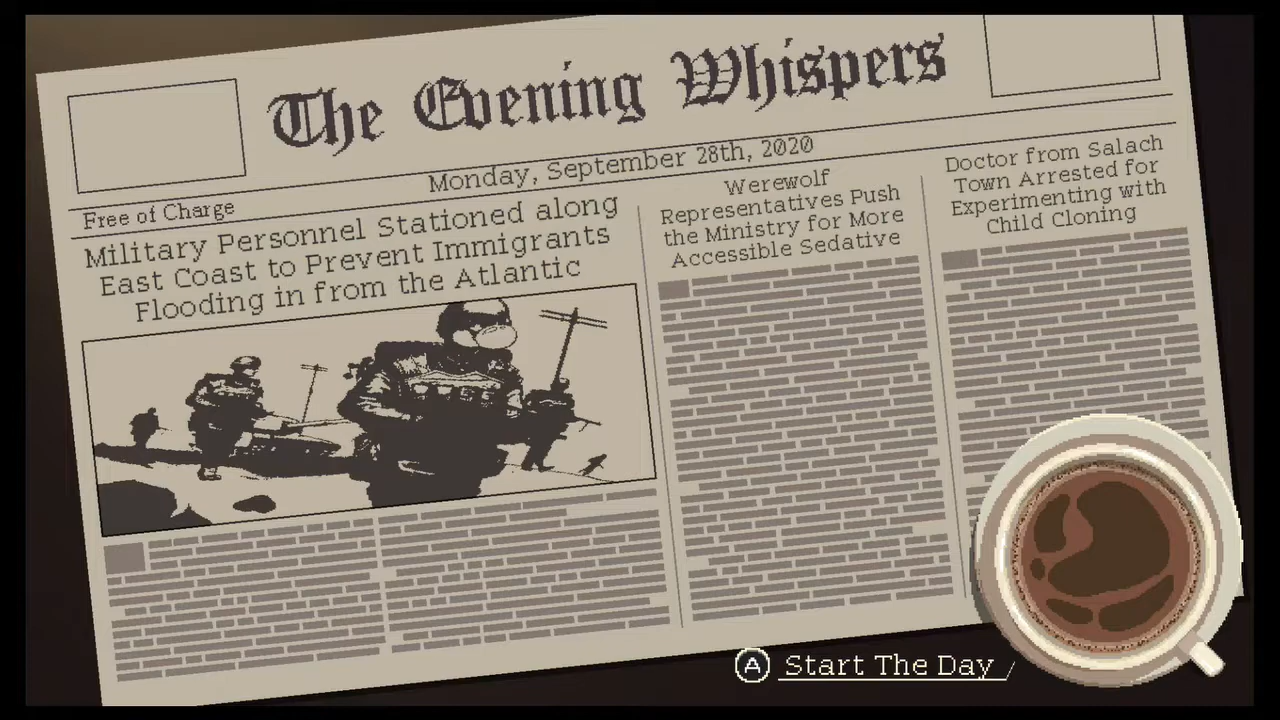 The Evening Whispers
Monday, September 28th, 2020
Free of Charge
Military Personnel Stationed along
East Coast to Prevent Immigrants
Flooding in from the Atlantic
Werewolf
Representatives Push
the Ministry for More
Accessible Sedative
Doctor from Salach
Town Arrested for
Experimenting with
Child Cloning
A Start The Day